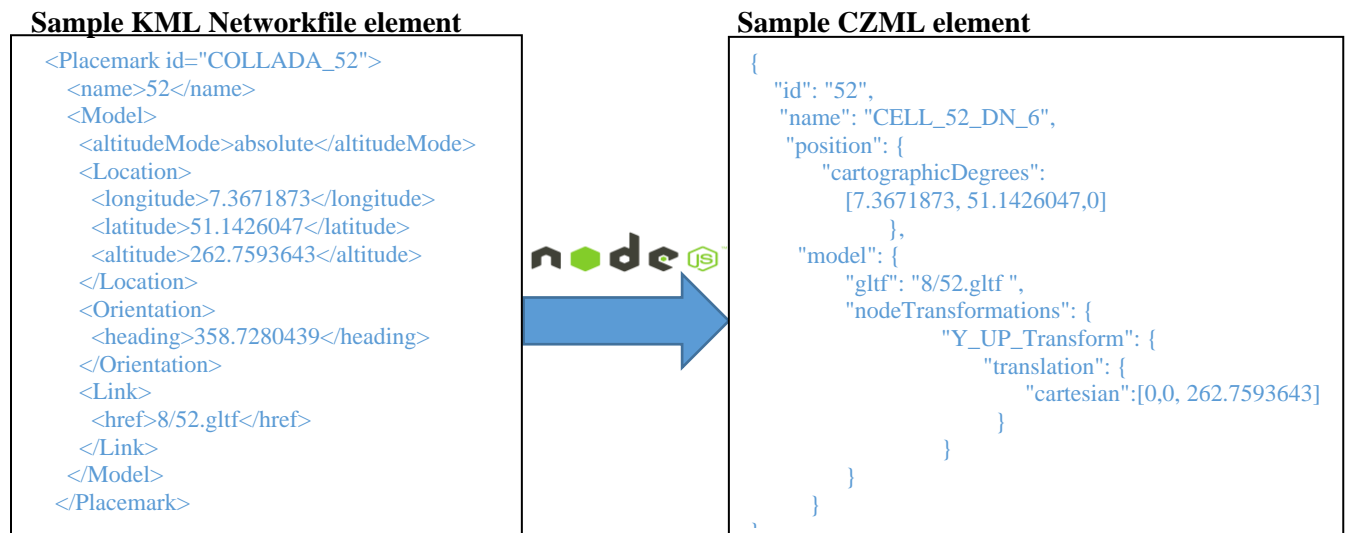 Sample KML Networkfile element
<Placemark id="COLLADA_52">
<name>52</name>
<Model>
<altitudeMode>absolute</altitudeMode>
<Location>
<longitude>7.3671873</longitude>
<latitude>51.1426047</latitude>
<altitude>262.7593643</altitude>
</Location>
<Orientation>
<heading>358.7280439</heading>
</Orientation>
<Link>
<href>8/52.gltf</href>
</Link>
</Model>
</Placemark>
node JS
Sample CZML element
{
"id": "52",
"name": "CELL_52_DN_6",
"position": {
"cartographicDegrees":
[7.3671873, 51.1426047,0]
},
"model": {
"gltf": "8/52.gltf ",
"nodeTransformations": {
"Y_UP_Transform": {
"translation": {
"cartesian":[0,0, 262.7593643]
}
}
}
}
}